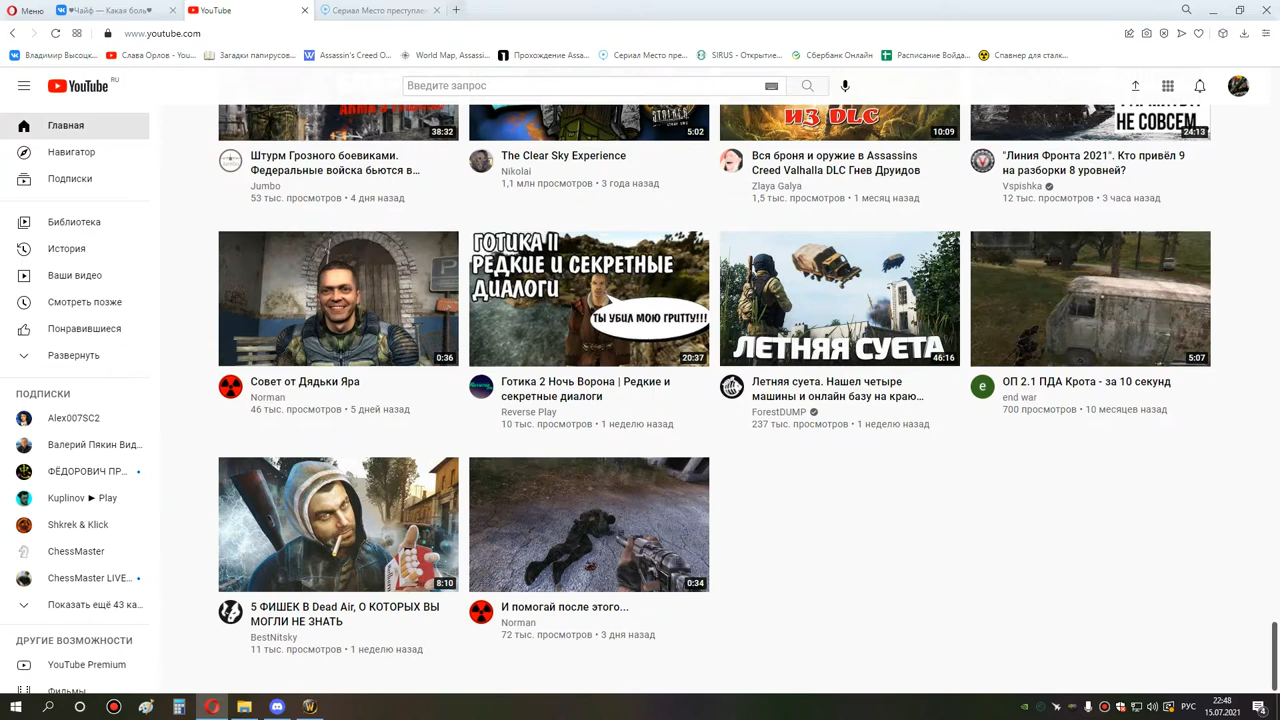 Меню
♥Чайф — Какая боль♥
YouTube
Сериал Место преступле
www.youtube.com
Владимир Высоцк...
Слава Орлов - You...
Загадки папирусов...
Assassin's Creed O...
World Map, Assassi...
Прохождение Assa...
Сериал Место пре...
SIRUS - Открытие...
Сбербанк Онлайн
Расписание Войда...
Спавнер для сталк...
YouTube RU
Введите запрос
Главная
Навигатор
Подписки
Библиотека
История
Ваши видео
Смотреть позже
Понравившиеся
Развернуть
ПОДПИСКИ
Alex007SC2
Валерий Пякин Вид...
ФЁДОРОВИЧ ПР...
Kuplinov ► Play
Shkrek & Klick
ChessMaster
ChessMaster LIVE...
Показать ещё 43 ка...
ДРУГИЕ ВОЗМОЖНОСТИ
YouTube Premium
Фильмы
38:32
Штурм Грозного боевиками.
Федеральные войска бьются в...
Jumbo
53 тыс. просмотров • 4 дня назад
S.T.A.L.K.E.R.
5:02
The Clear Sky Experience
Nikolai
1,1 млн просмотров • 3 года назад
ИЗ DLC
10:09
Вся броня и оружие в Assassins
Creed Valhalla DLC Гнев Друидов
Zlaya Galya
1,5 тыс. просмотров • 1 месяц назад
НЕ СОВСЕМ.
24:13
"Линия Фронта 2021". Кто привёл 9
на разборки 8 уровней?
Vspishka
12 тыс. просмотров • 3 часа назад
0:36
Совет от Дядьки Яра
Norman
46 тыс. просмотров • 5 дней назад
ГОТИКА II
РЕДКИЕ И СЕКРЕТНЫЕ
ДИАЛОГИ
ТЫ УБИЛ МОЮ ГРИТТУ!!!
20:37
Готика 2 Ночь Ворона | Редкие и
секретные диалоги
Reverse Play
10 тыс. просмотров • 1 неделю назад
ЛЕТНЯЯ СУЕТА
46:16
Летняя суета. Нашел четыре
машины и онлайн базу на краю...
ForestDUMP
237 тыс. просмотров • 1 неделю назад
5:07
e
ОП 2.1 ПДА Крота - за 10 секунд
end war
700 просмотров • 10 месяцев назад
8:10
5 ФИШЕК В Dead Air, О КОТОРЫХ ВЫ
МОГЛИ НЕ ЗНАТЬ
BestNitsky
11 тыс. просмотров • 1 неделю назад
0:34
И помогай после этого...
Norman
72 тыс. просмотров • 3 дня назад
РУС
22:48
15.07.2021
4